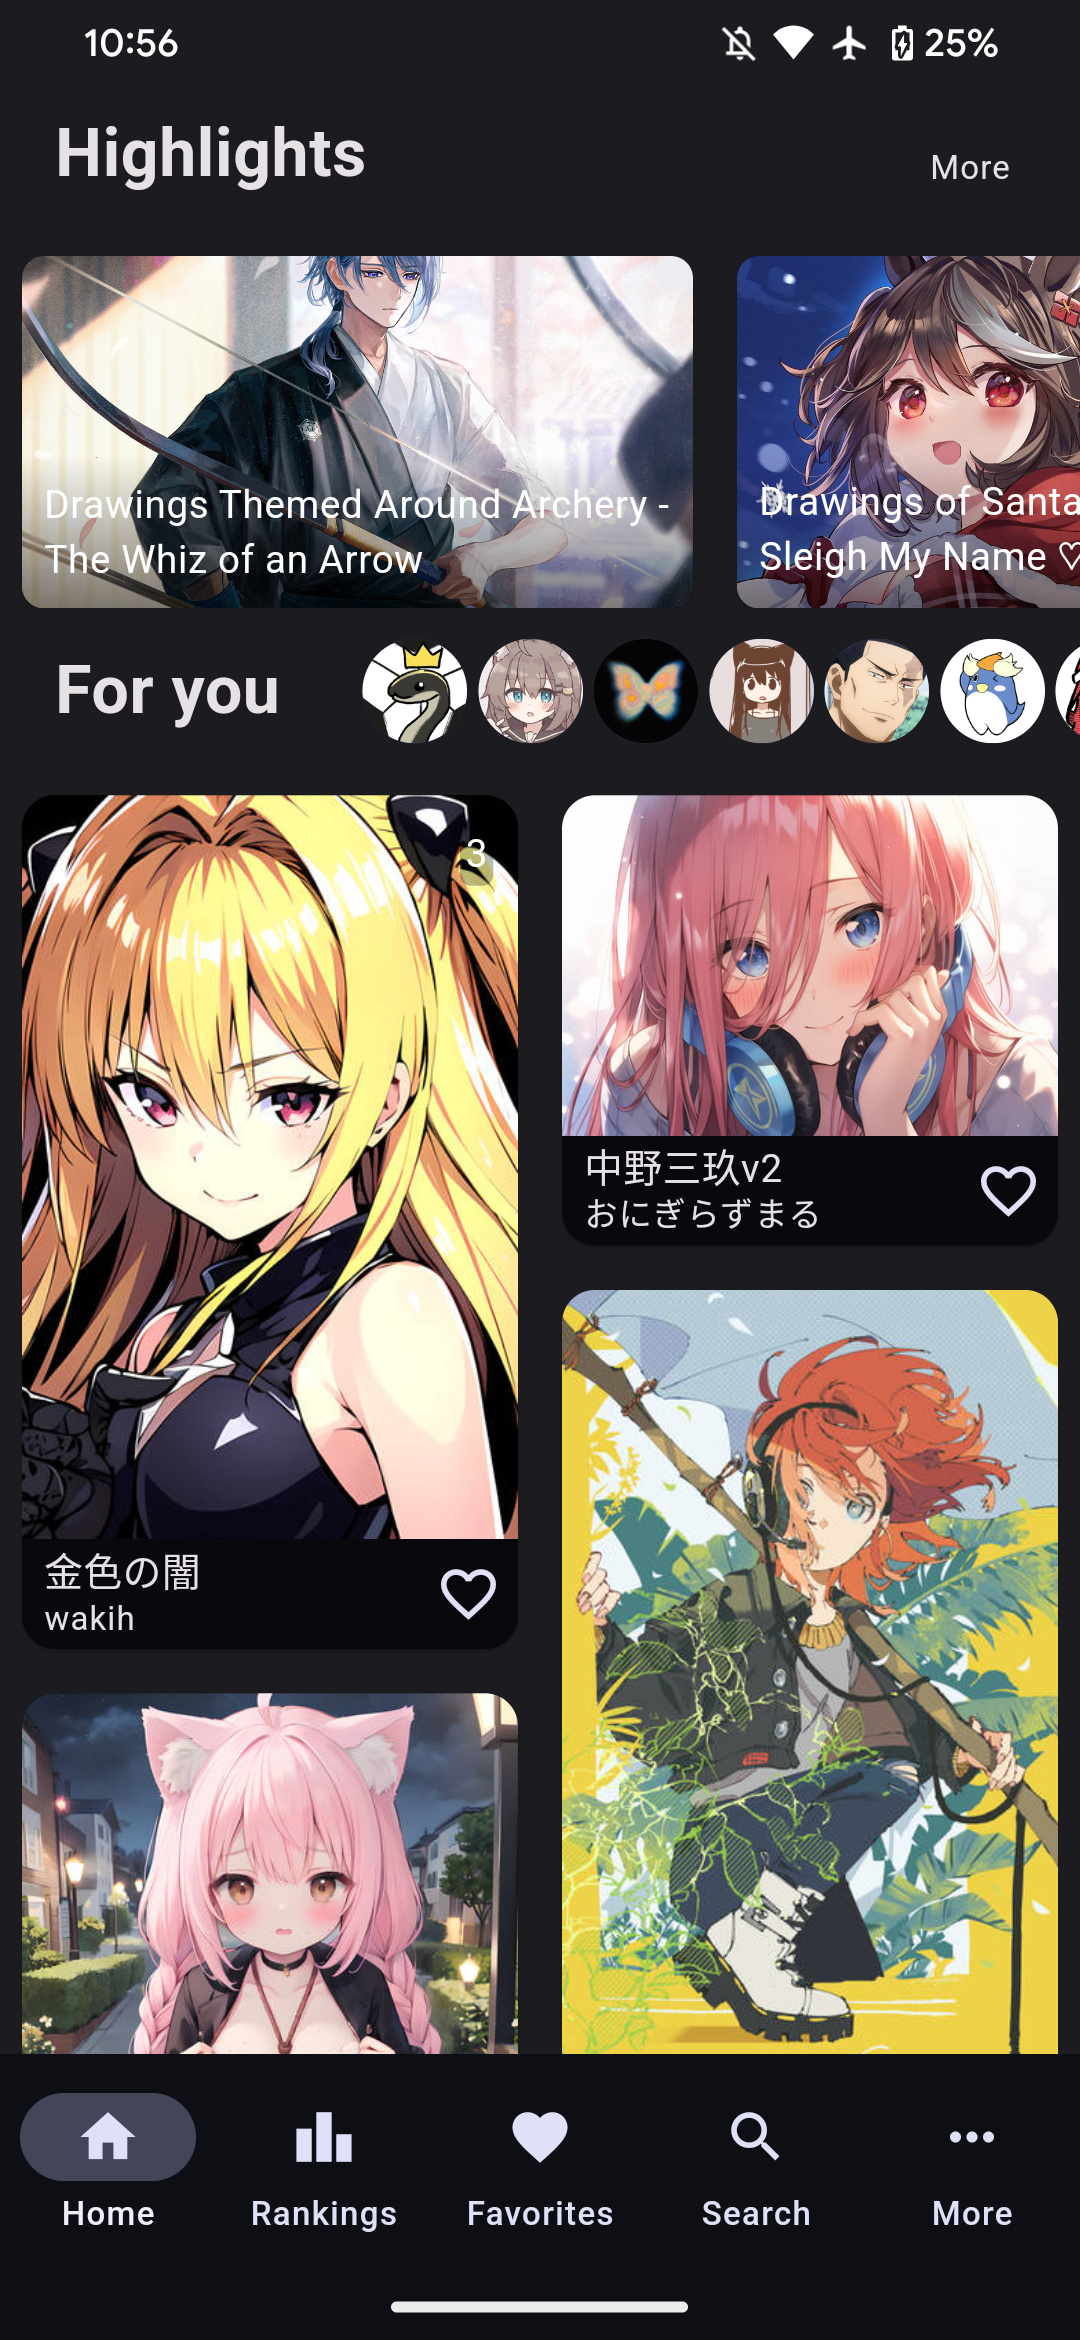 10:56
25%
Highlights
More
Drawings Themed Around Archery -
The Whiz of an Arrow
Drawings of Santa
Sleigh My Name ♡
For you
3
金色の闇
wakih
中野三玖v2
おにぎらずまる
Home
Rankings
Favorites
Search
More